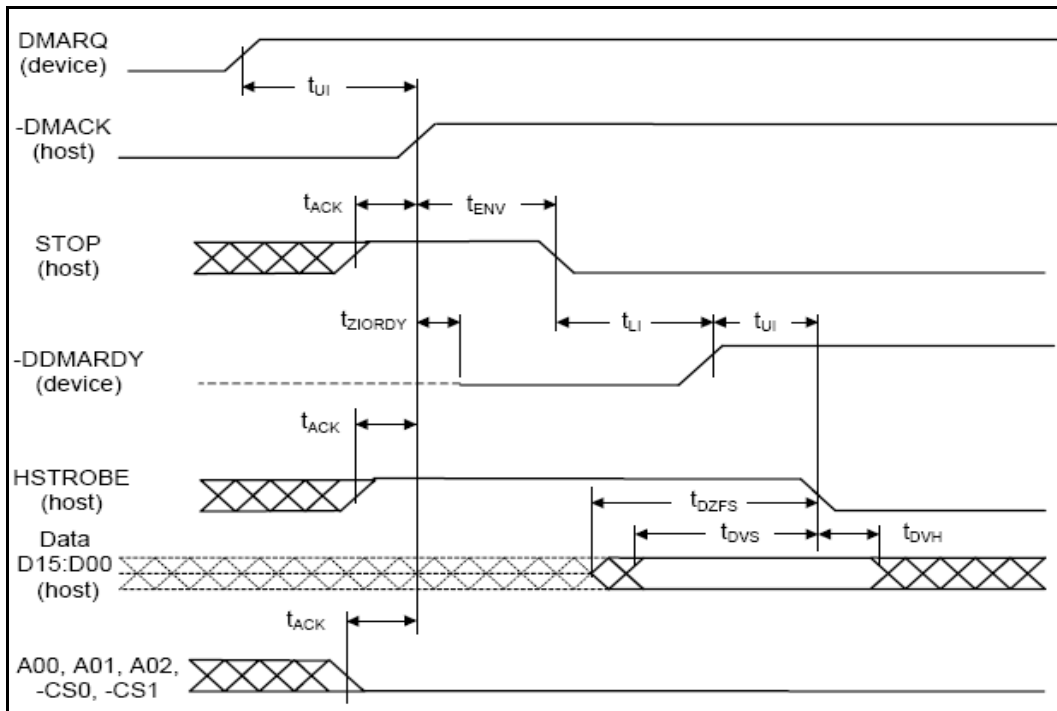 DMARQ
(device)
tUI
-DMACK
(host)
tACK
tENV
STOP
(host)
tZIORDY
tLI
tUI
-DDMARDY
(device)
tACK
HSTROBE
(host)
tDZFS
tDVS
tDVH
Data
D15:D00
(host)
tACK
A00, A01, A02,
-CS0, -CS1